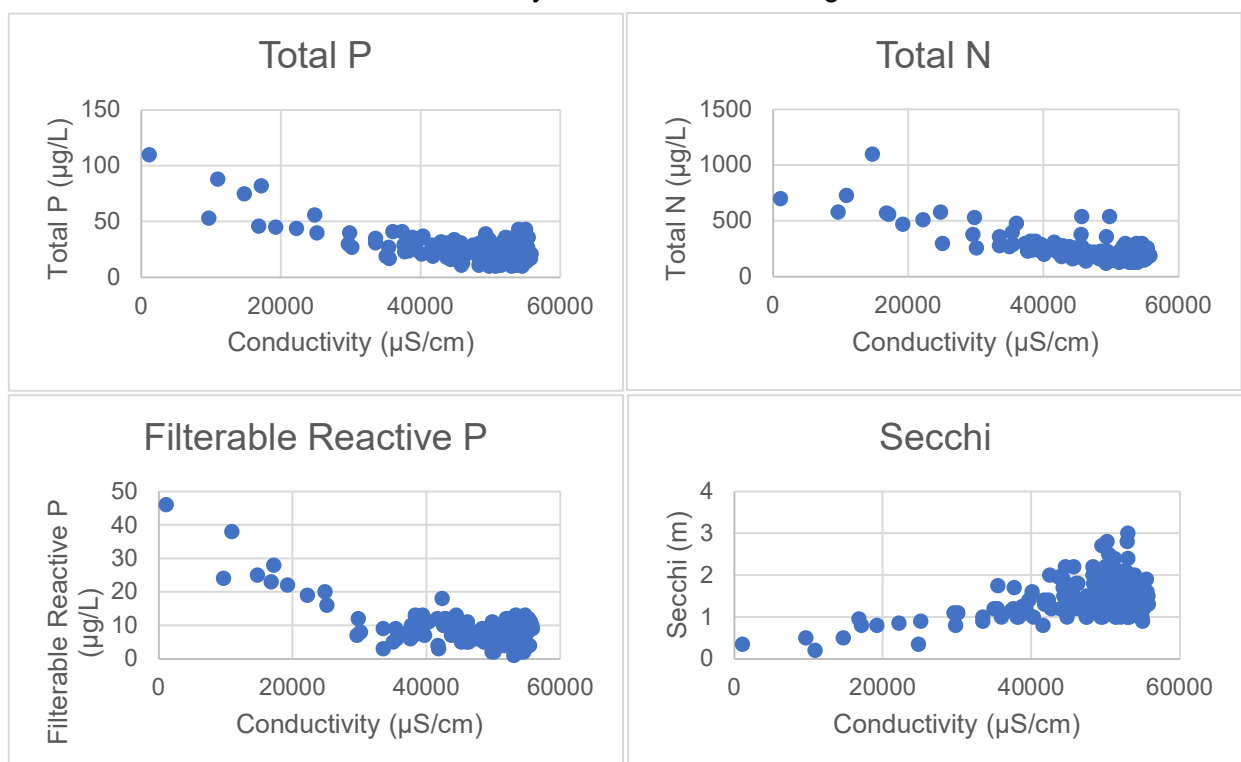 Total P
150
100
50
0
0 20000 40000 60000
Total P (µg/L)
Conductivity (µS/cm)
Total N
1500
1000
500
0
0 20000 40000 60000
Total N (µg/L)
Conductivity (µS/cm)
Filterable Reactive P
50
40
30
20
10
0
0 20000 40000 60000
Filterable Reactive P
(µg/L)
Conductivity (µS/cm)
Secchi
4
3
2
1
0
0 20000 40000 60000
Secchi (m)
Conductivity (µS/cm)